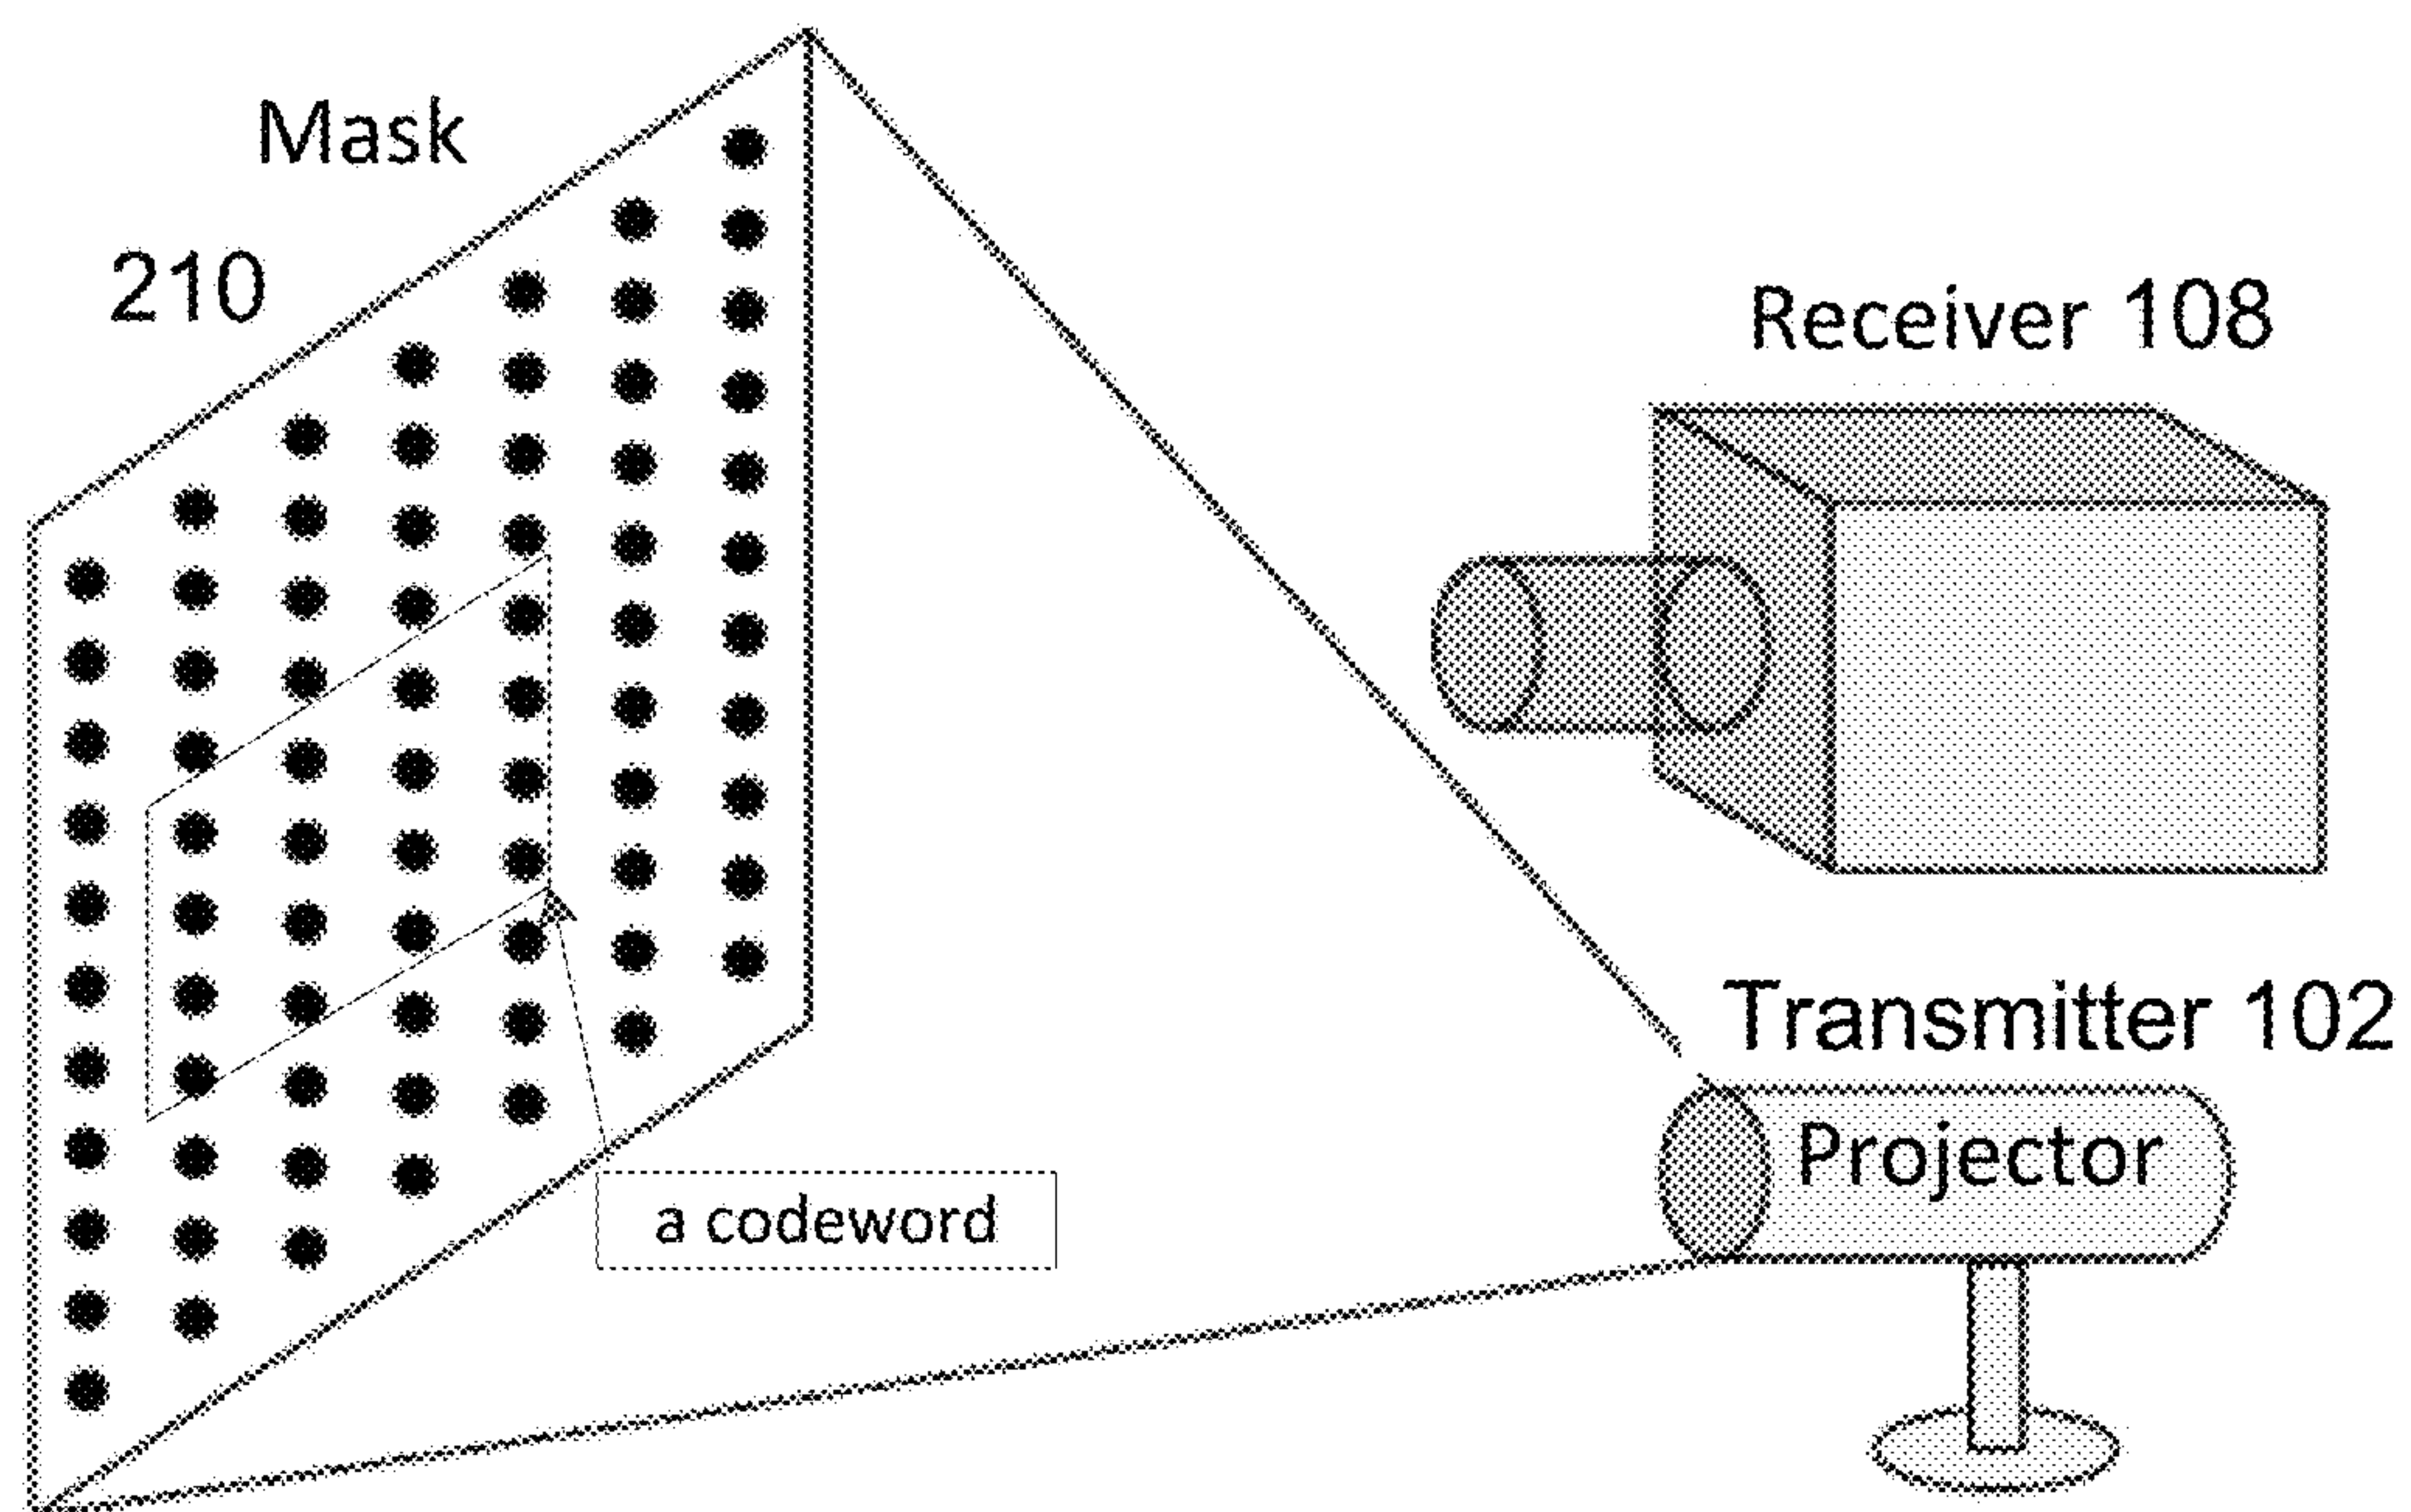 Mask
210
Receiver 108
Transmitter 102
Projector
a codeword